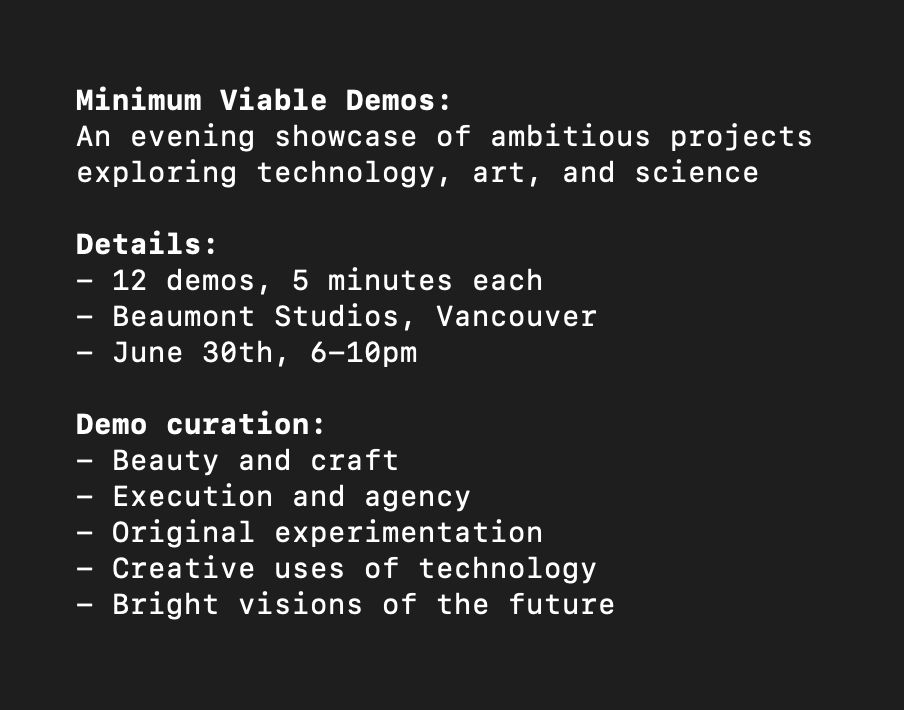 Minimum Viable Demos:
An evening showcase of ambitious projects
exploring technology, art, and science
Details:
– 12 demos, 5 minutes each
– Beaumont Studios, Vancouver
– June 30th, 6–10pm
Demo curation:
– Beauty and craft
– Execution and agency
– Original experimentation
– Creative uses of technology
– Bright visions of the future